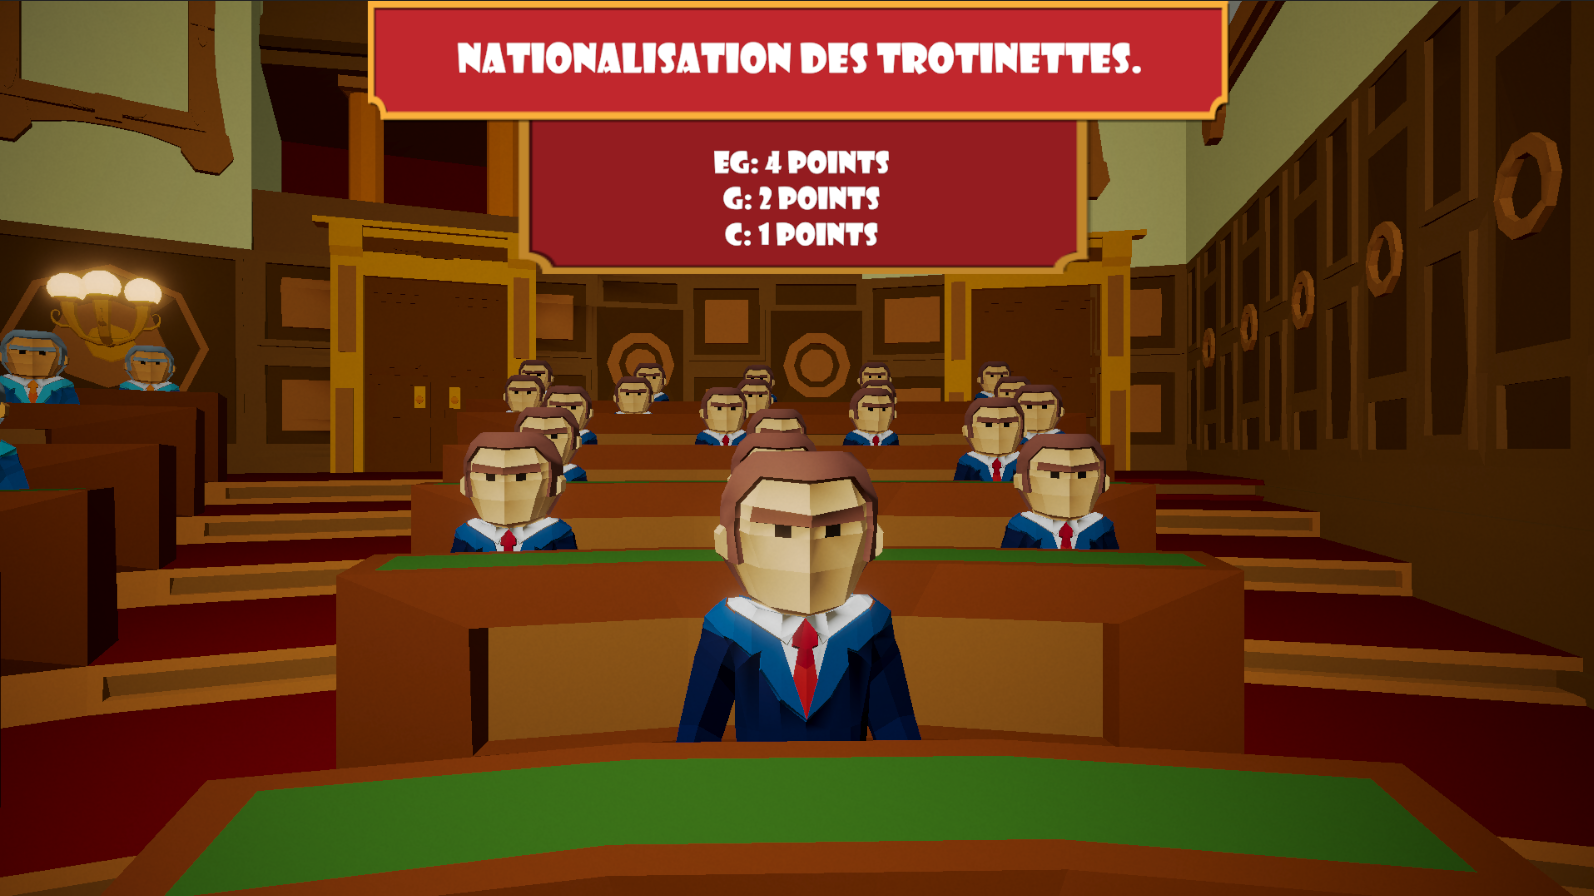 NATIONALISATION DES TROTINETTES.
EG: 4 POINTS
G: 2 POINTS
C: 1 POINTS